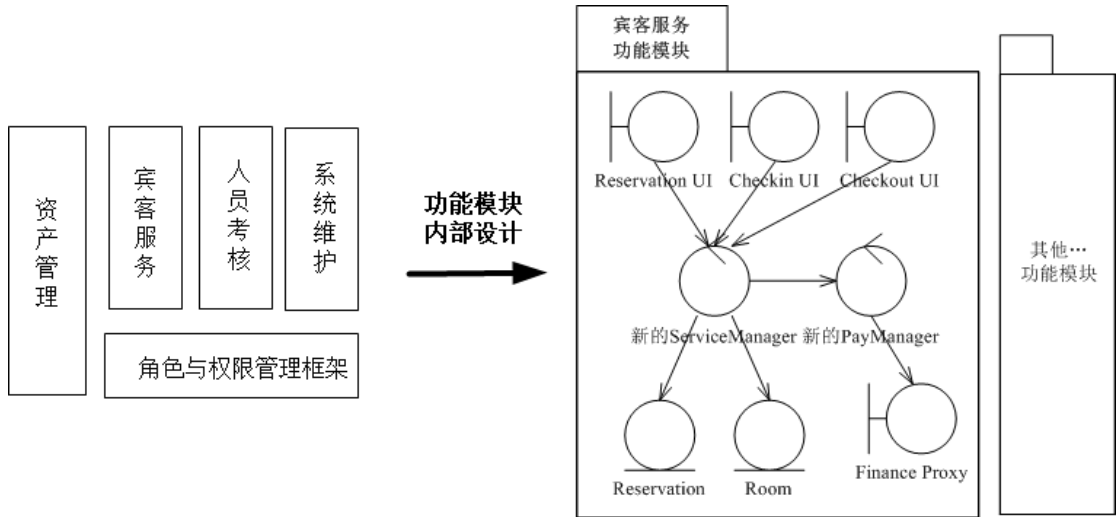 资产管理
宾客服务
人员考核
系统维护
角色与权限管理框架
功能模块
内部设计
宾客服务
功能模块
Reservation UI
Checkin UI
Checkout UI
新的ServiceManager
新的PayManager
Reservation
Room
Finance Proxy
其他…
功能模块